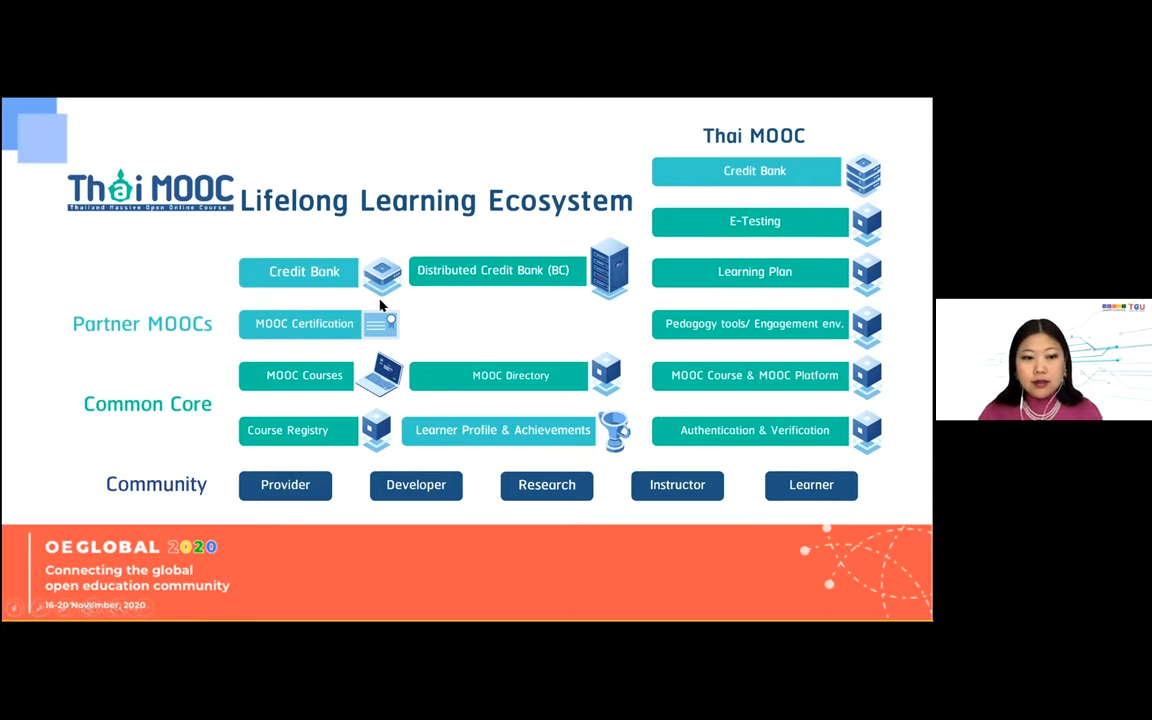 Thai MOOC
Thailand Massive Open Online Course
Lifelong Learning Ecosystem
Thai MOOC
Credit Bank
E-Testing
Learning Plan
Pedagogy tools/ Engagement env.
MOOC Course & MOOC Platform
Authentication & Verification
Partner MOOCs
Credit Bank
Distributed Credit Bank (BC)
MOOC Certification
Common Core
MOOC Courses
MOOC Directory
Course Registry
Learner Profile & Achievements
Community
Provider
Developer
Research
Instructor
Learner
OEGLOBAL 2020
Connecting the global
open education community
16-20 November, 2020
TCU